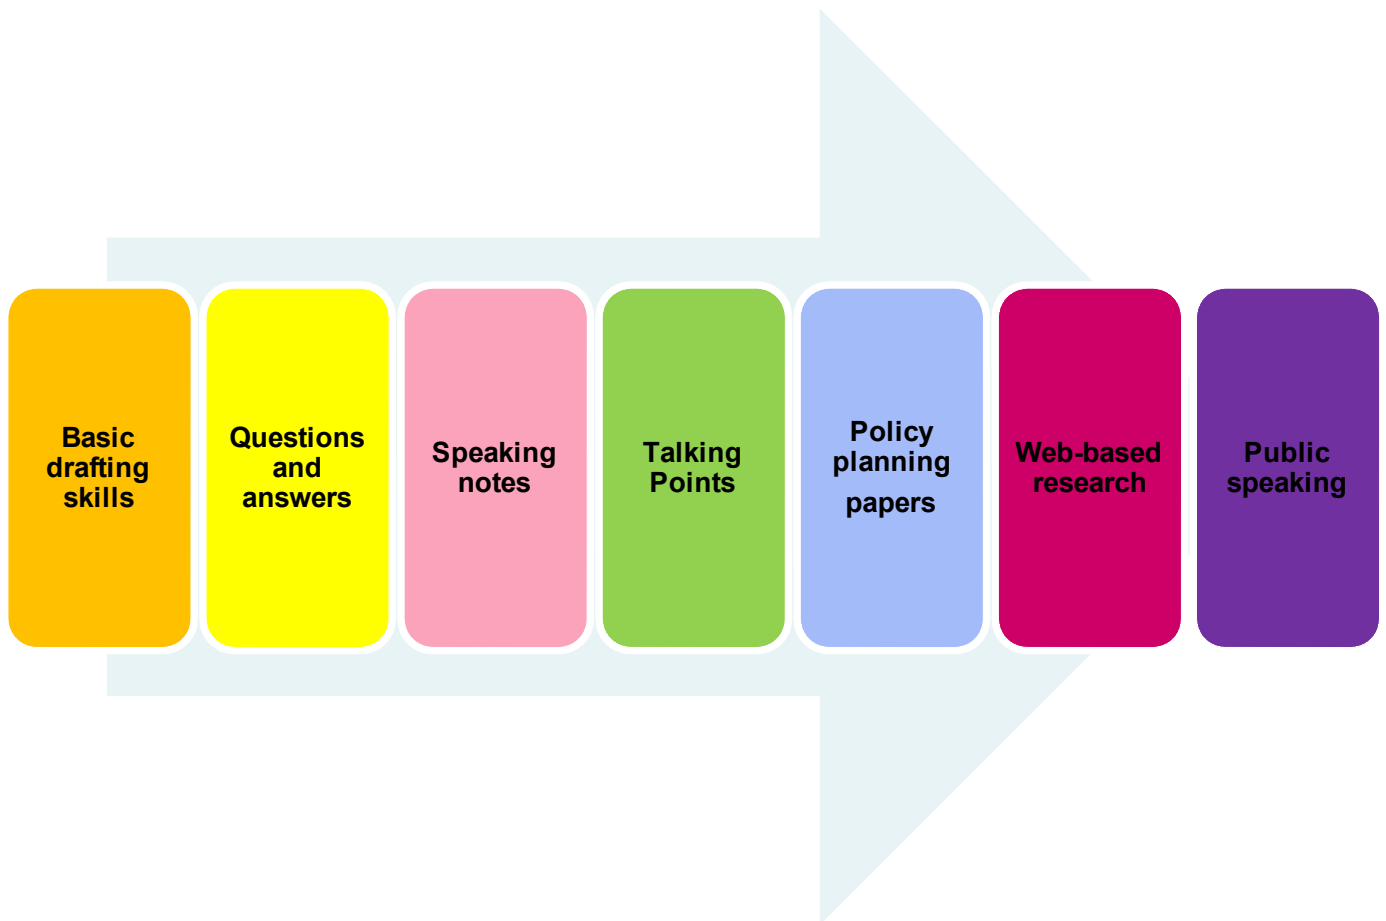 Basic
drafting
skills
Questions
and
answers
Speaking
notes
Talking
Points
Policy
planning
papers
Web-based
research
Public
speaking